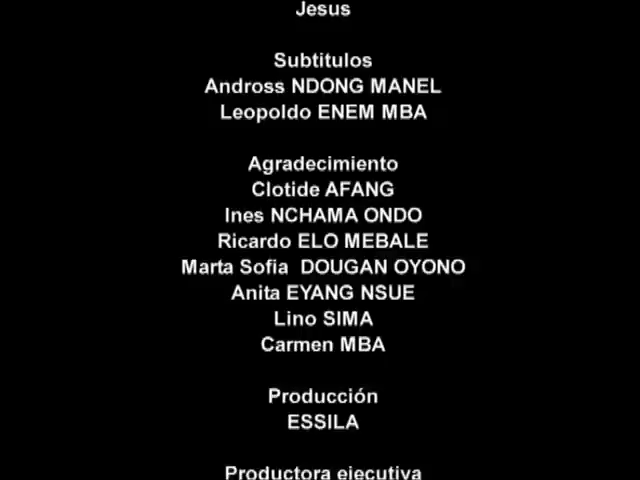 Jesus
Subtitulos
Andross NDONG MANEL
Leopoldo ENEM MBA
Agradecimiento
Clotide AFANG
Ines NCHAMA ONDO
Ricardo ELO MEBALE
Marta Sofia  DOUGAN OYONO
Anita EYANG NSUE
Lino SIMA
Carmen MBA
Producción
ESSILA
Productora ejecutiva